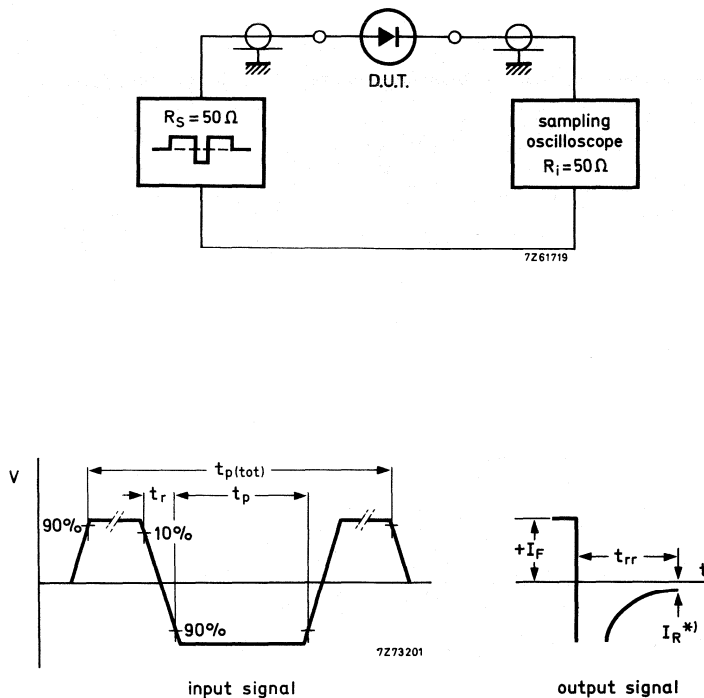 D.U.T.
R_S = 50 Ω
sampling
oscilloscope
R_i = 50 Ω
7Z61719
V
t_p(tot)
t_r
t_p
90%
10%
90%
7Z73201
input signal
+I_F
t_rr
t
I_R*)
output signal